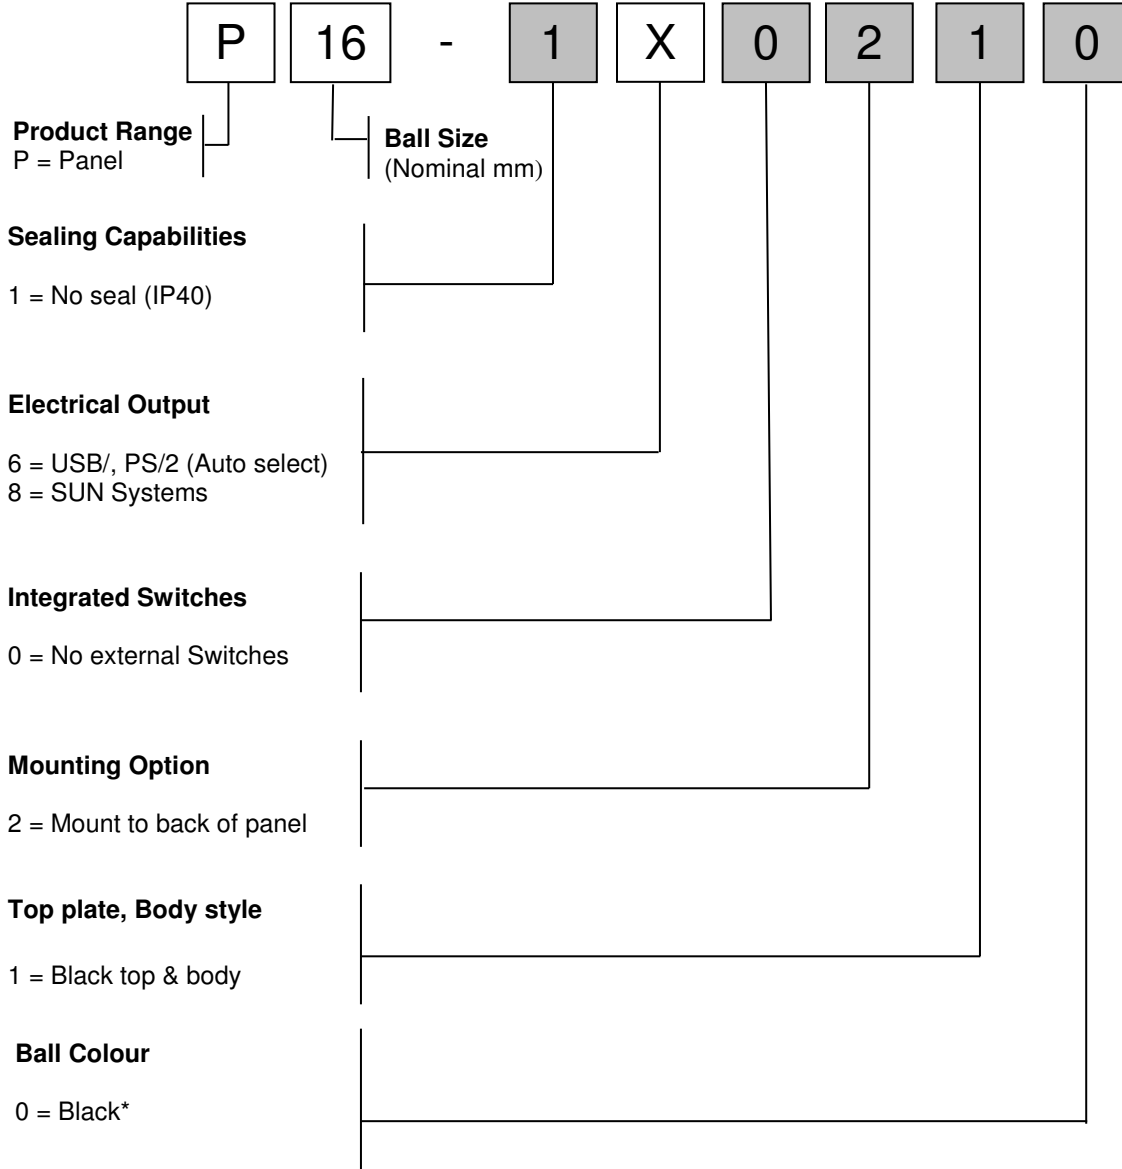 P 16 - 1 X 0 2 1 0
Product Range
P = Panel
Ball Size
(Nominal mm)
Sealing Capabilities
1 = No seal (IP40)
Electrical Output
6 = USB/, PS/2 (Auto select)
8 = SUN Systems
Integrated Switches
0 = No external Switches
Mounting Option
2 = Mount to back of panel
Top plate, Body style
1 = Black top & body
Ball Colour
0 = Black*